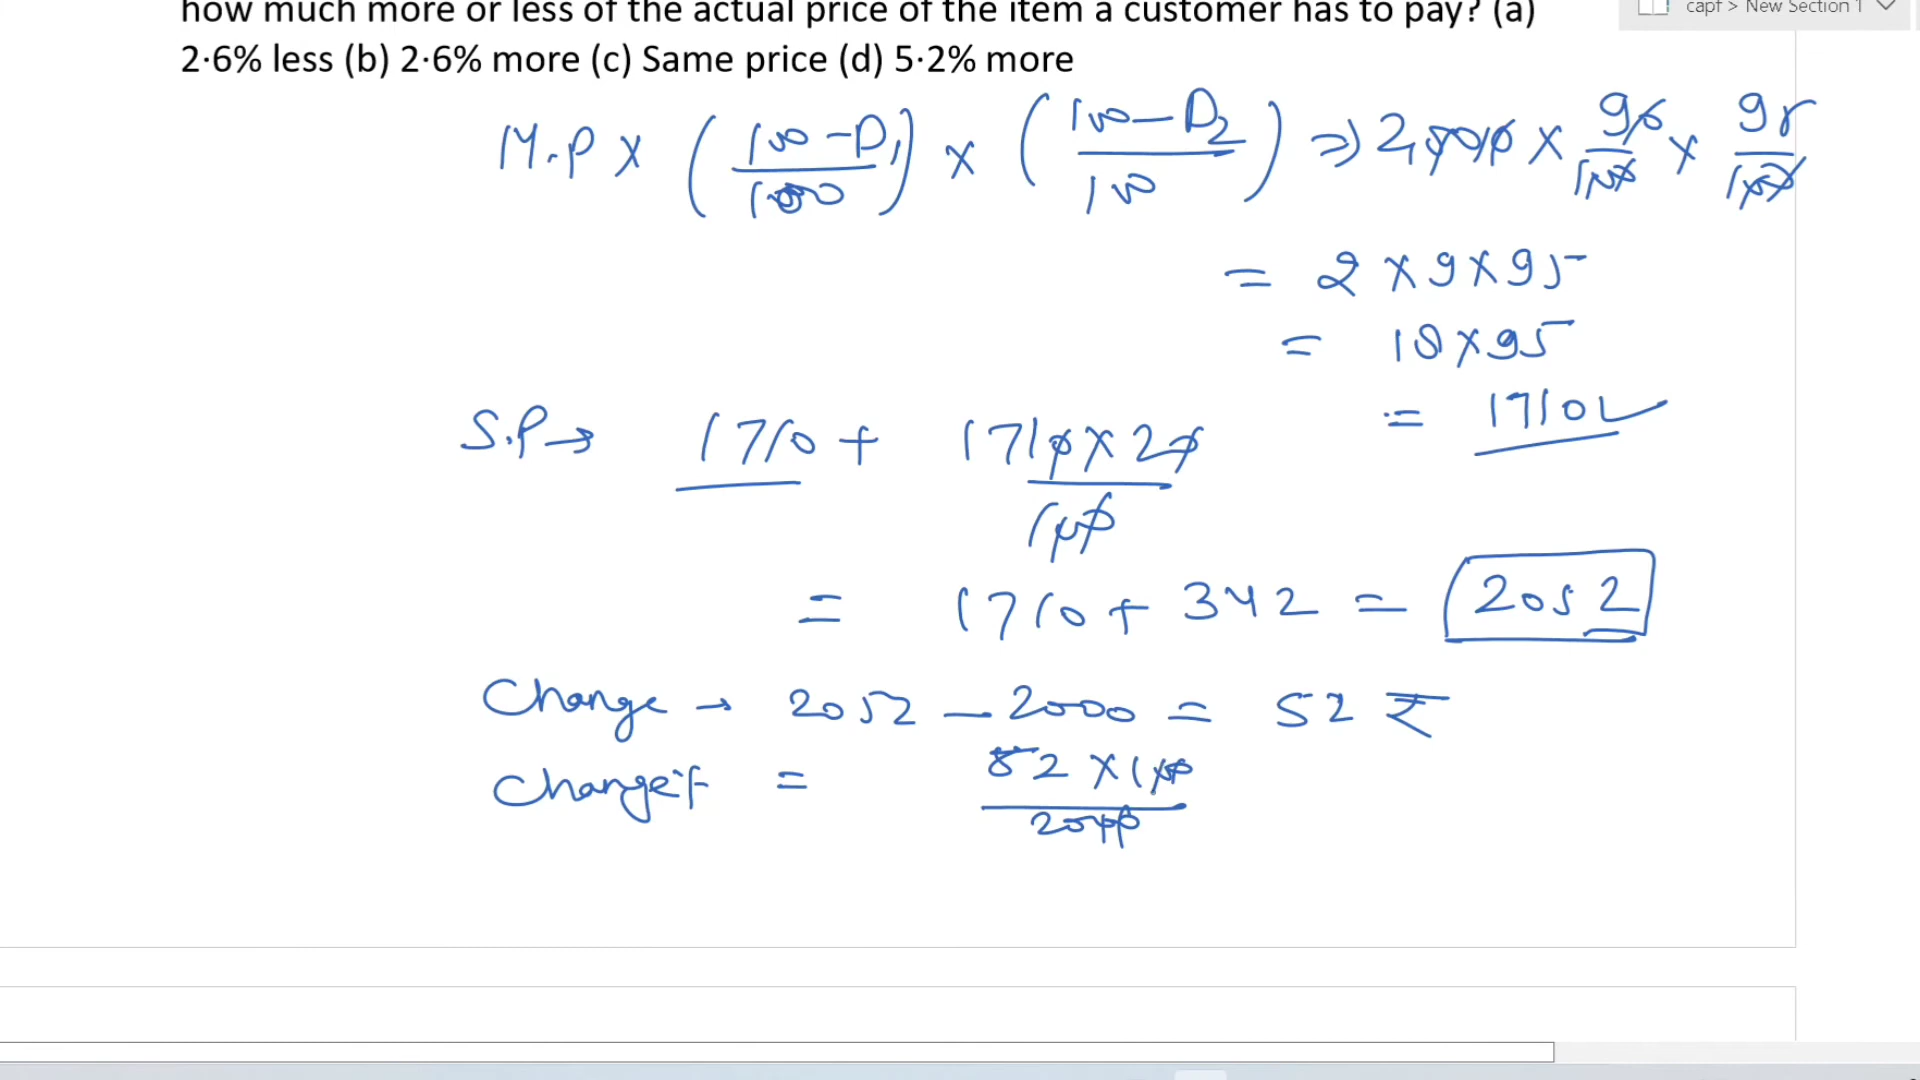 how much more or less of the actual price of the item a customer has to pay? (a)
capf > New Section 1
2·6% less (b) 2·6% more (c) Same price (d) 5·2% more
M.P x (100-D1/100) x (100-D2/100) => 2,000 x 90/100 x 95/100
= 2 x 9 x 95
= 18 x 95
= 1710
S.P → 1710 + 1710 x 20/100
= 1710 + 342 = 2052
Change → 2052 - 2000 = 52 ₹
Change% = 52 x 100/2000